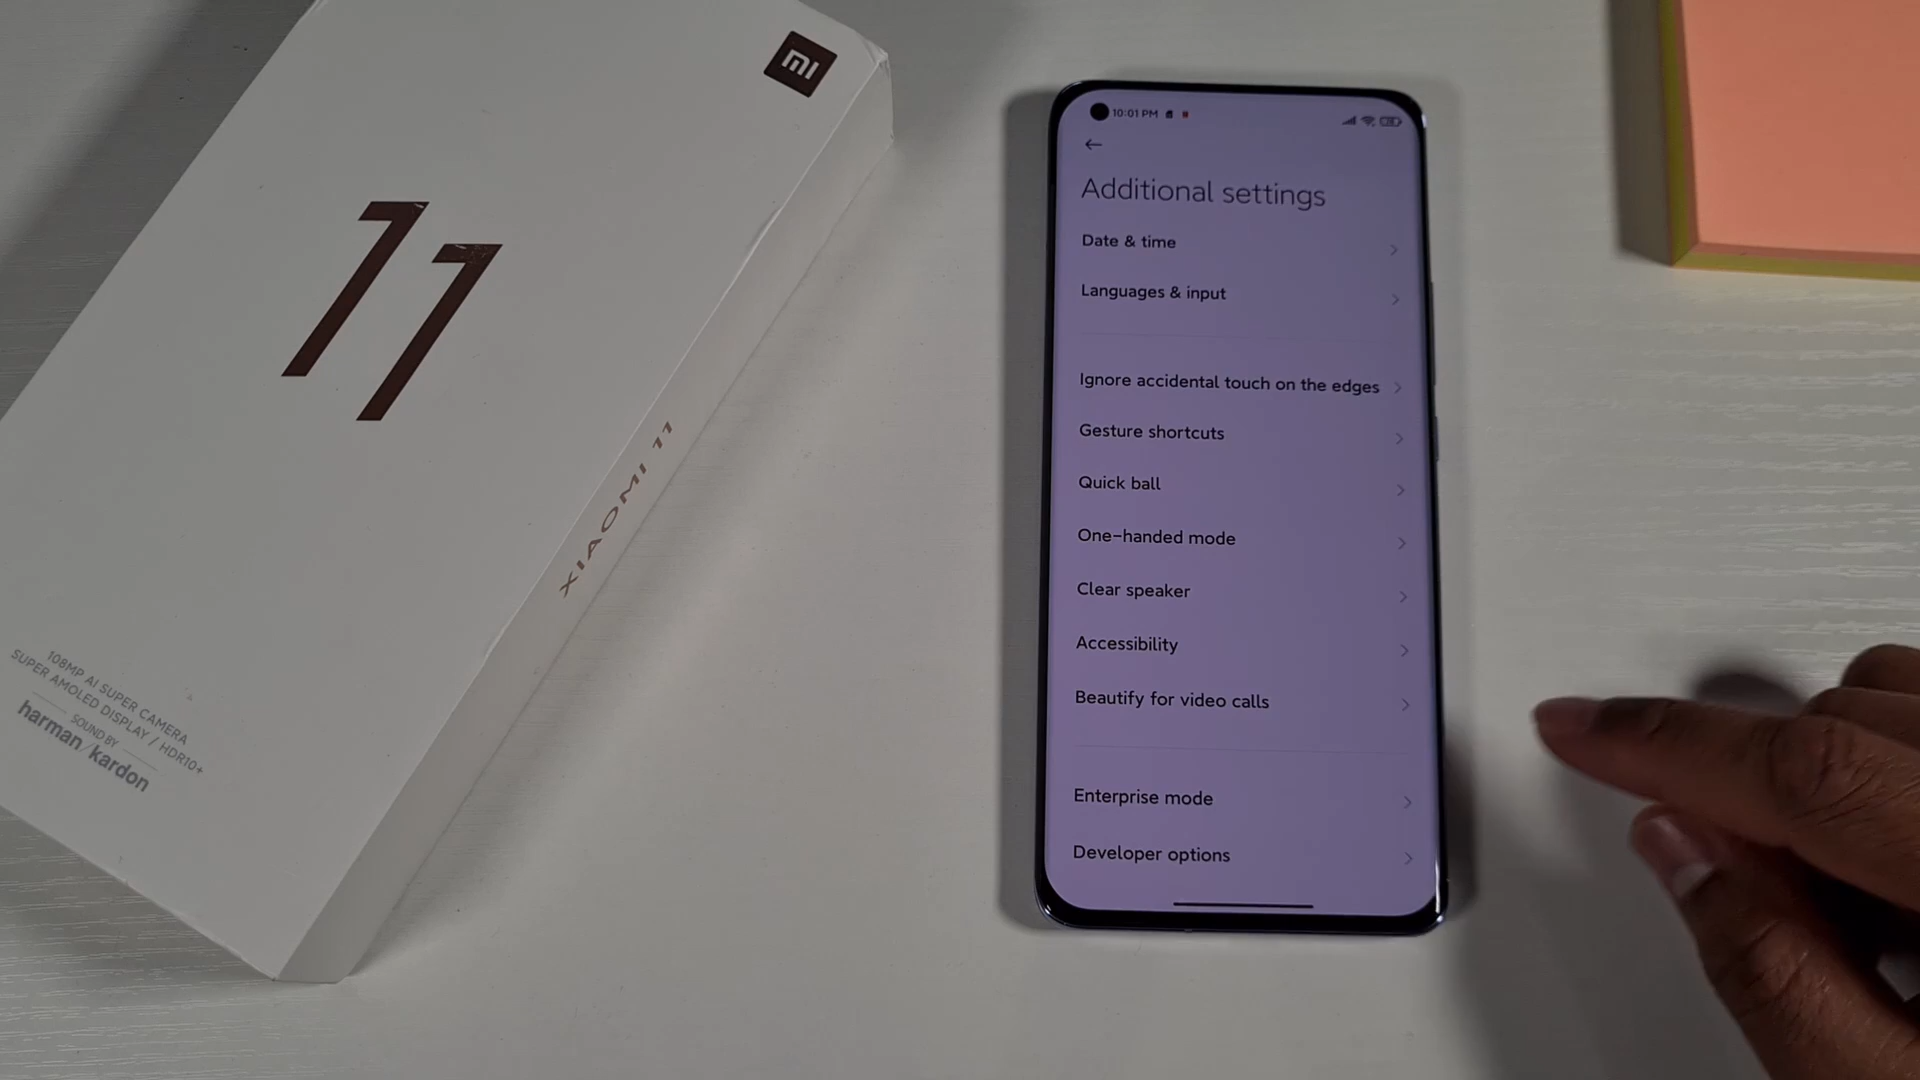 mi
11
XIAOMI 11
108MP AI SUPER CAMERA
SUPER AMOLED DISPLAY / HDR10+
SOUND BY
harman/kardon
10:01 PM
Additional settings
Date & time
Languages & input
Ignore accidental touch on the edges
Gesture shortcuts
Quick ball
One-handed mode
Clear speaker
Accessibility
Beautify for video calls
Enterprise mode
Developer options